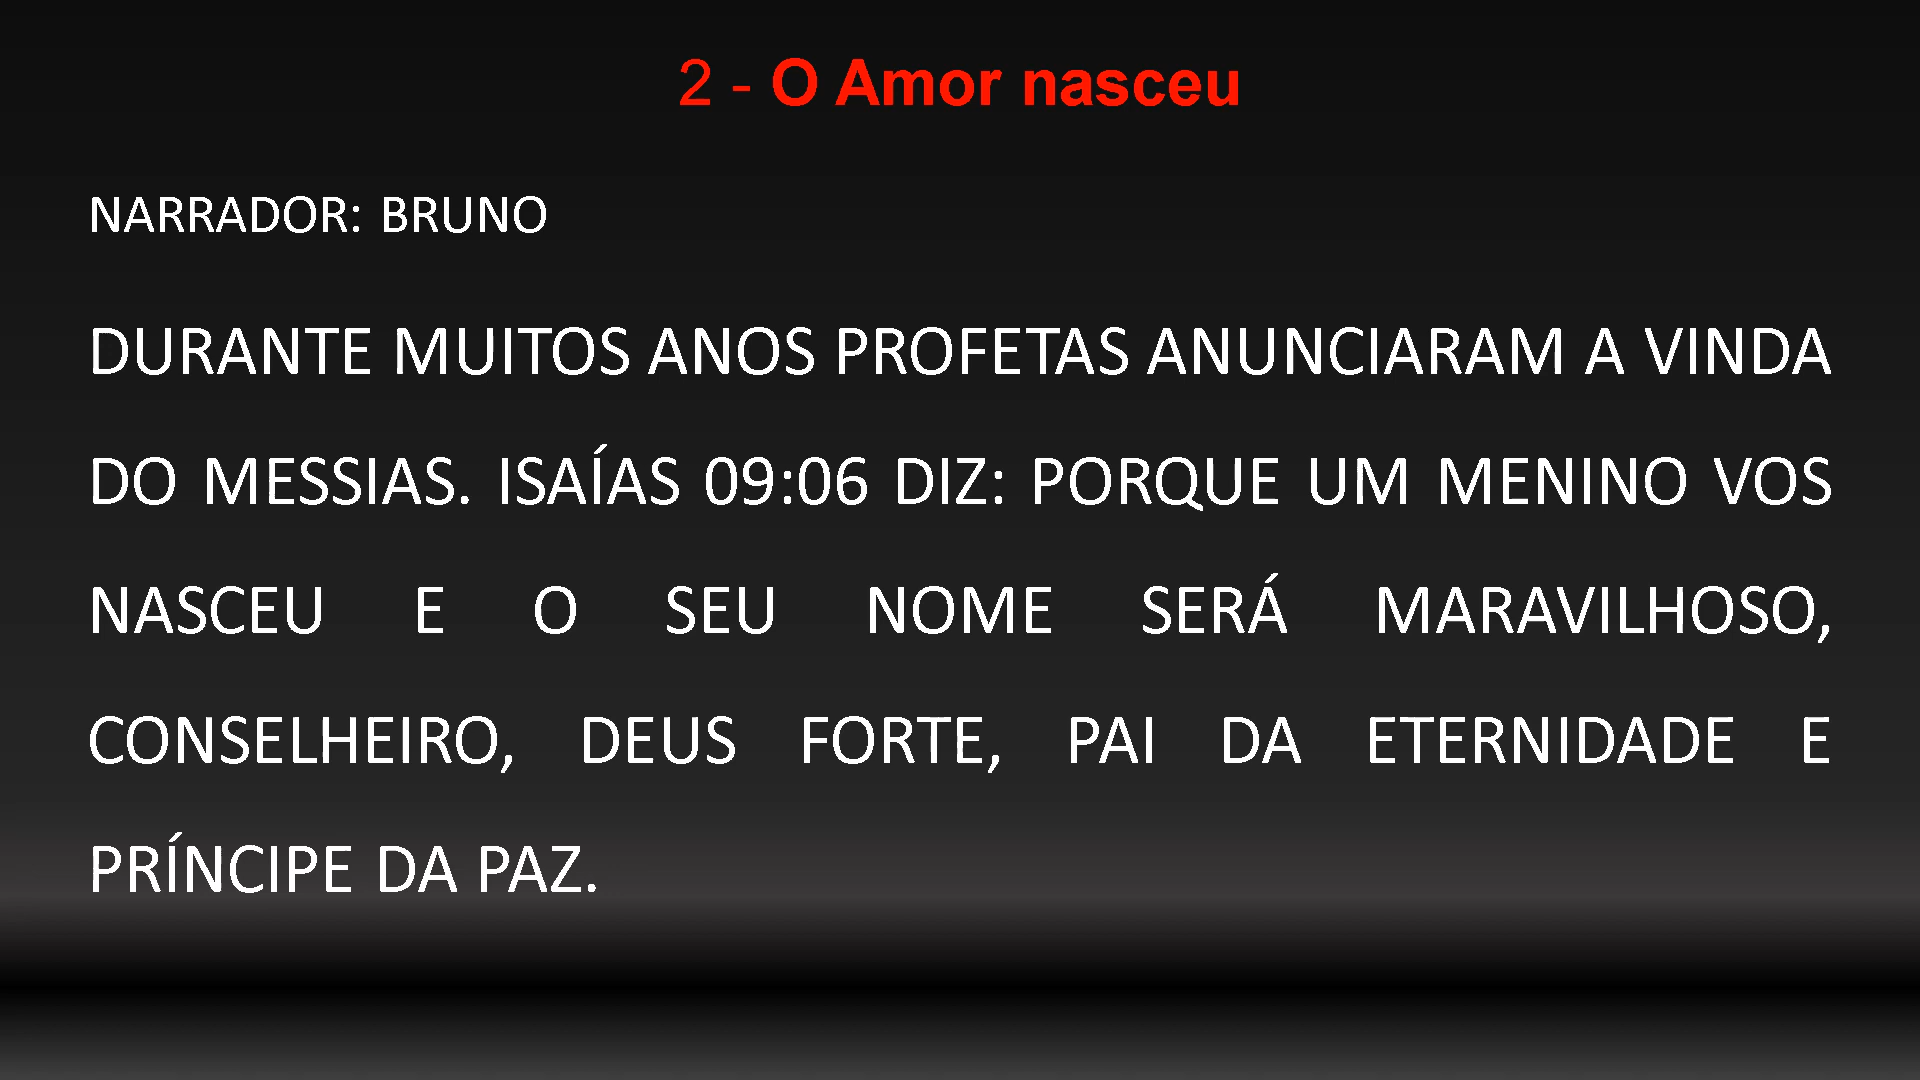 2 - O Amor nasceu
NARRADOR: BRUNO
DURANTE MUITOS ANOS PROFETAS ANUNCIARAM A VINDA
DO MESSIAS. ISAÍAS 09:06 DIZ: PORQUE UM MENINO VOS
NASCEU E O SEU NOME SERÁ MARAVILHOSO,
CONSELHEIRO, DEUS FORTE, PAI DA ETERNIDADE E
PRÍNCIPE DA PAZ.